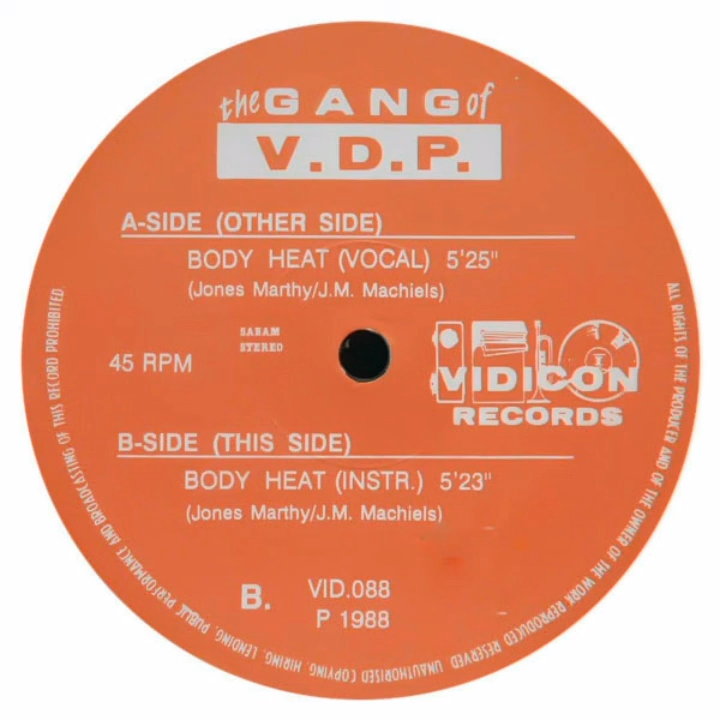 the GANG of
V.D.P.
A-SIDE (OTHER SIDE)
BODY HEAT (VOCAL) 5'25"
(Jones Marthy/J.M. Machiels)
SABAM
STEREO
45 RPM
VIDICON
RECORDS
B-SIDE (THIS SIDE)
BODY HEAT (INSTR.) 5'23"
(Jones Marthy/J.M. Machiels)
B.
VID.088
P 1988
ALL RIGHTS OF THE PRODUCER AND OF THE OWNER OF THE WORK REPRODUCED RESERVED. UNAUTHORISED COPYING, HIRING, LENDING, PUBLIC PERFORMANCE AND BROADCASTING OF THIS RECORD PROHIBITED.